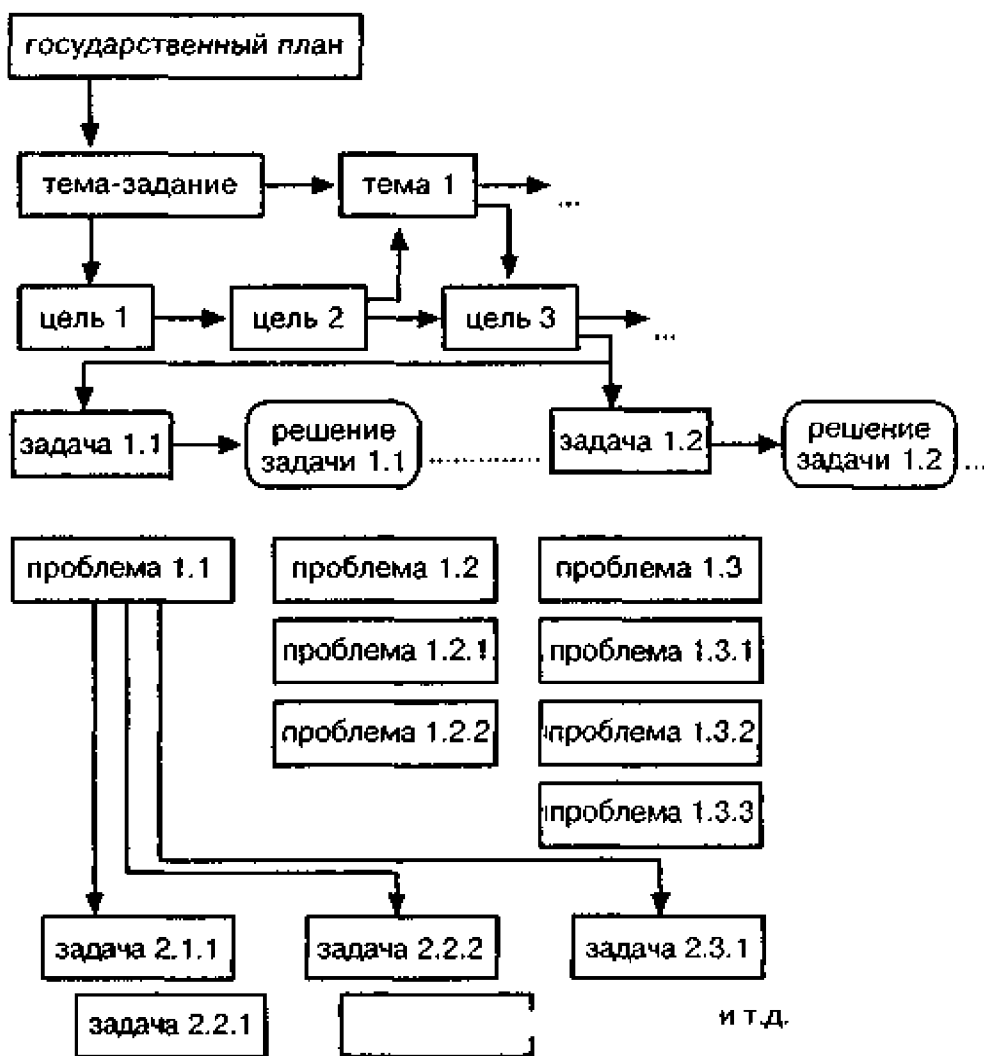 государственный план
тема-задание
тема 1
...
цель 1
цель 2
цель 3
...
задача 1.1
решение
задачи 1.1
....................
задача 1.2
решение
задачи 1.2
...
проблема 1.1
проблема 1.2
проблема 1.3
проблема 1.2.1
проблема 1.3.1
проблема 1.2.2
проблема 1.3.2
проблема 1.3.3
задача 2.1.1
задача 2.2.2
задача 2.3.1
задача 2.2.1
и т.д.